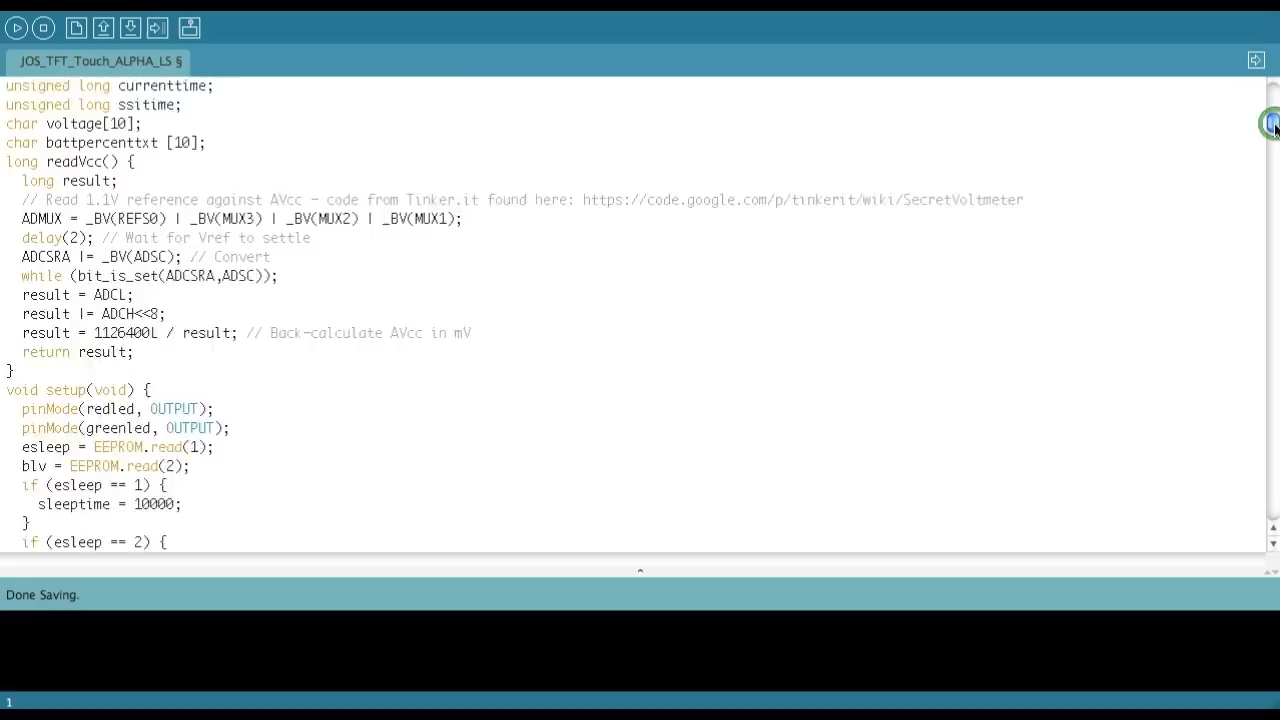 JOS_TFT_Touch_ALPHA_LS §
unsigned long currenttime;
unsigned long ssitime;
char voltage[10];
char battpercenttxt [10];
long readVcc() {
  long result;
  // Read 1.1V reference against AVcc - code from Tinker.it found here: https://code.google.com/p/tinkerit/wiki/SecretVoltmeter
  ADMUX = _BV(REFS0) | _BV(MUX3) | _BV(MUX2) | _BV(MUX1);
  delay(2); // Wait for Vref to settle
  ADCSRA |= _BV(ADSC); // Convert
  while (bit_is_set(ADCSRA,ADSC));
  result = ADCL;
  result |= ADCH<<8;
  result = 1126400L / result; // Back-calculate AVcc in mV
  return result;
}
void setup(void) {
  pinMode(redled, OUTPUT);
  pinMode(greenled, OUTPUT);
  esleep = EEPROM.read(1);
  blv = EEPROM.read(2);
  if (esleep == 1) {
    sleeptime = 10000;
  }
  if (esleep == 2) {
Done Saving.
1